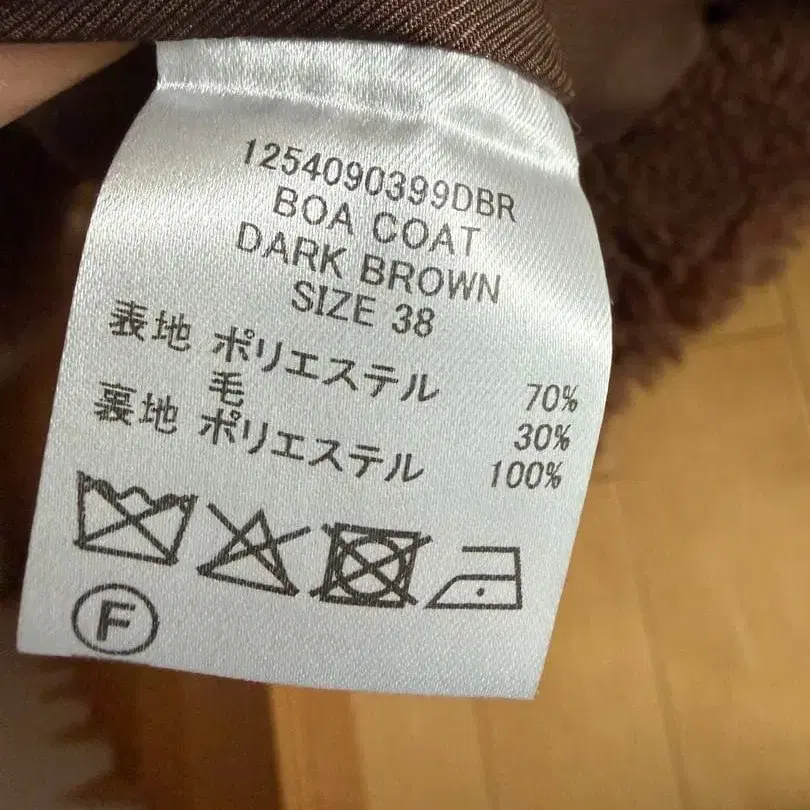 1254090399DBR
BOA COAT
DARK BROWN
SIZE 38
表地 ポリエステル 70%
毛 30%
裏地 ポリエステル 100%
F